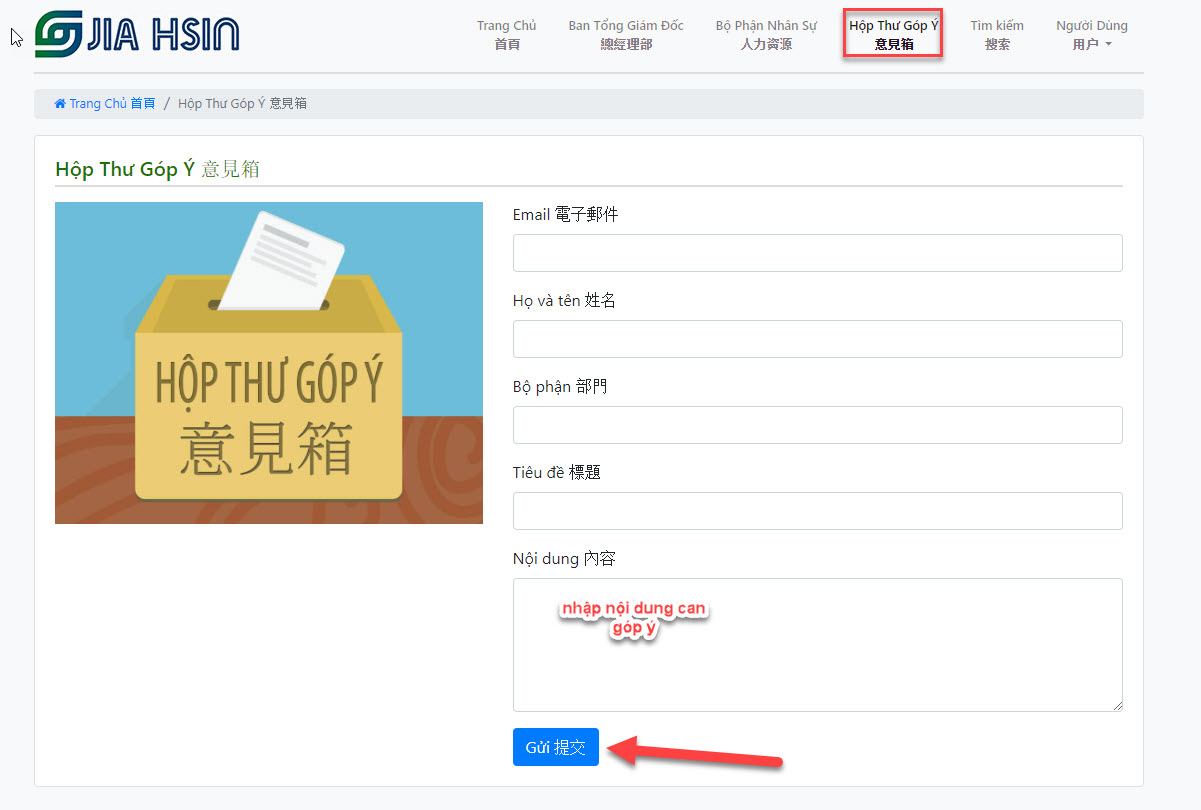 JIA HSIN
Trang Chủ
首頁
Ban Tổng Giám Đốc
總經理部
Bộ Phận Nhân Sự
人力資源
Hộp Thư Góp Ý
意見箱
Tìm kiếm
搜索
Người Dùng
用户
Trang Chủ 首頁 / Hộp Thư Góp Ý 意見箱
Hộp Thư Góp Ý 意見箱
HỘP THƯ GÓP Ý
意見箱
Email 電子郵件
Họ và tên 姓名
Bộ phận 部門
Tiêu đề 標題
Nội dung 內容
nhập nội dung can
góp ý
Gửi 提交